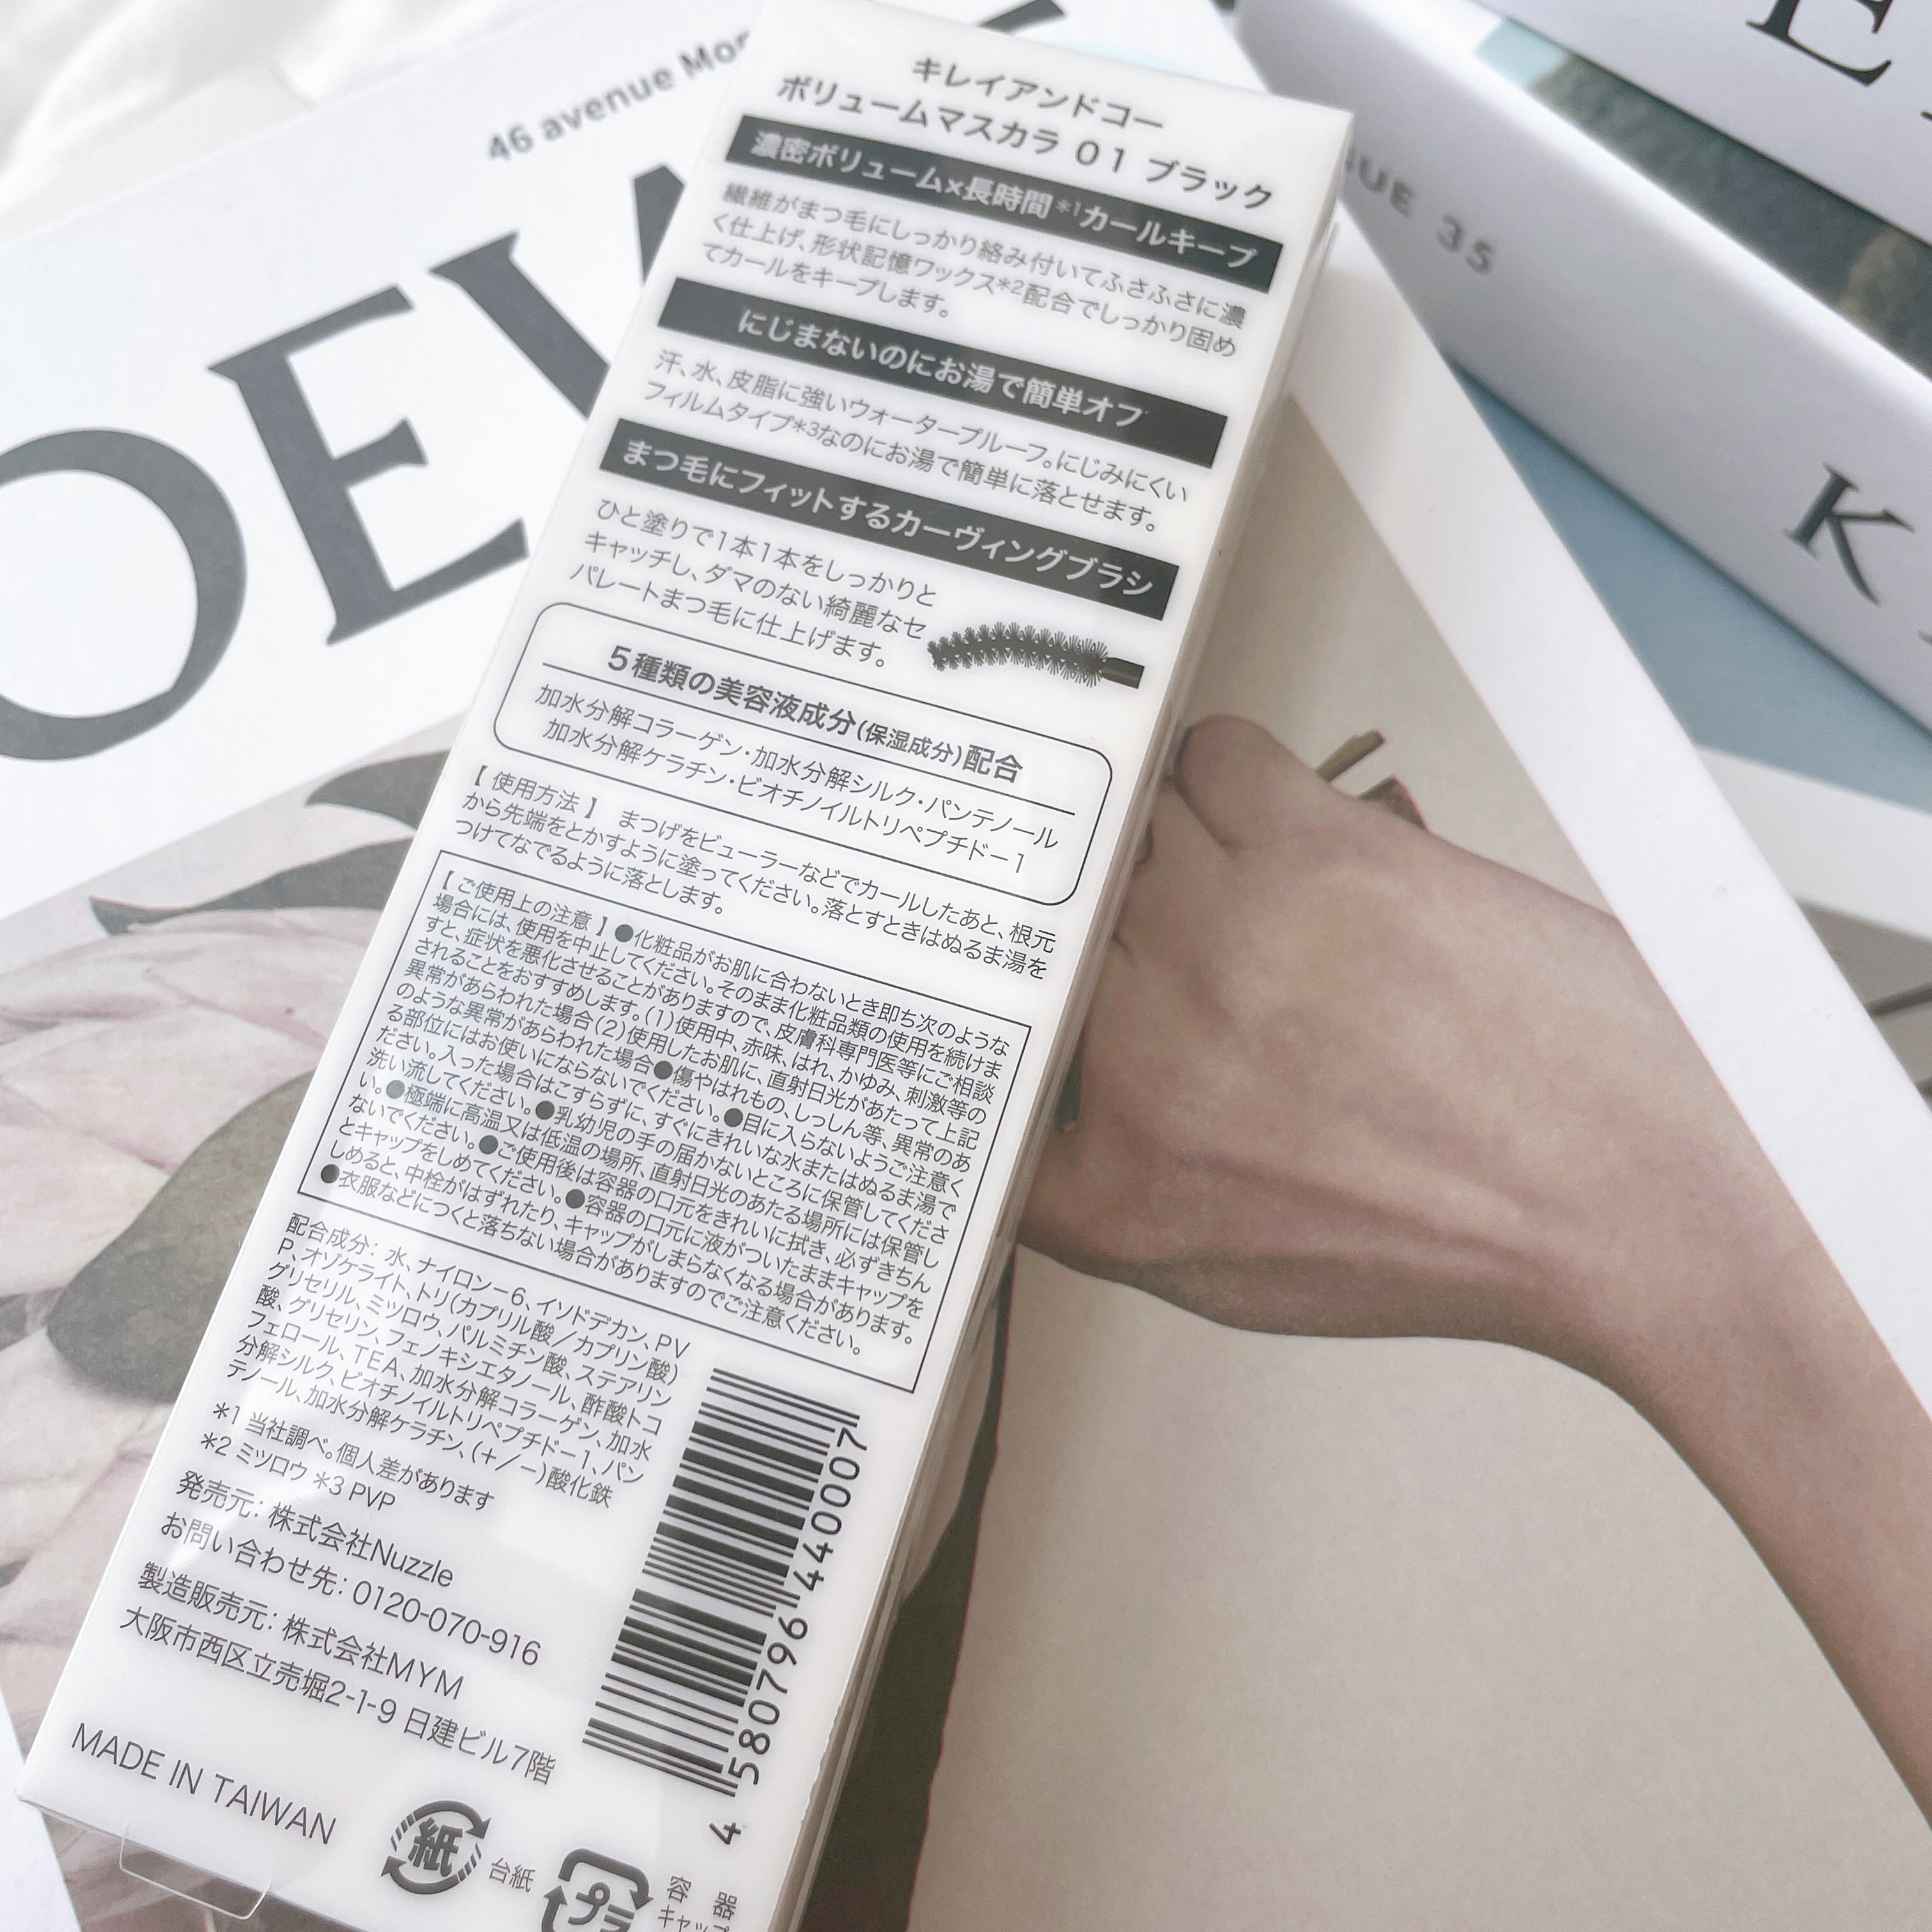 46 avenue
OEW
E
NUE 35
K
キレイアンドコー
ボリュームマスカラ 01 ブラック
濃密ボリューム×長時間*1カールキープ
繊維がまつ毛にしっかり絡み付いてふさふさに濃
く仕上げ、形状記憶ワックス*2配合でしっかり固め
てカールをキープします。
にじまないのにお湯で簡単オフ
汗、水、皮脂に強いウォータープルーフ。にじみにくい
フィルムタイプ*3なのにお湯で簡単に落とせます。
まつ毛にフィットするカーヴィングブラシ
ひと塗りで1本1本をしっかりと
キャッチし、ダマのない綺麗なセ
パレートまつ毛に仕上げます。
5種類の美容液成分(保湿成分)配合
加水分解コラーゲン・加水分解シルク・パンテノール
加水分解ケラチン・ビオチノイルトリペプチド-1
【 使用方法 】 まつげをビューラーなどでカールしたあと、根元
から先端をとかすように塗ってください。落とすときはぬるま湯を
つけてなでるように落とします。
【 ご使用上の注意 】●化粧品がお肌に合わないとき即ち次のような
場合には、使用を中止してください。そのまま化粧品類の使用を続けま
すと、症状を悪化させることがありますので、皮膚科専門医等にご相談
されることをおすすめします。(1)使用中、赤味、はれ、かゆみ、刺激等の
異常があらわれた場合(2)使用したお肌に、直射日光があたって上記
のような異常があらわれた場合●傷やはれもの、しっしん等、異常のあ
る部位にはお使いにならないでください。●目に入らないようご注意く
ださい。入った場合はこすらずに、すぐにきれいな水またはぬるま湯で
洗い流してください。●乳幼児の手の届かないところに保管してくださ
い。●極端に高温又は低温の場所、直射日光のあたる場所には保管し
ないでください。●ご使用後は容器の口元をきれいに拭き、必ずきちん
とキャップをしめてください。●容器の口元に液がついたままキャップを
しめると、中栓がはずれたり、キャップがしまらなくなる場合があります。
●衣服などにつくと落ちない場合がありますのでご注意ください。
配合成分：水、ナイロン-6、イソドデカン、PV
P、オゾケライト、トリ(カプリル酸／カプリン酸)
グリセリル、ミツロウ、パルミチン酸、ステアリン
酸、グリセリン、フェノキシエタノール、酢酸トコ
フェロール、TEA、加水分解コラーゲン、加水
分解シルク、ビオチノイルトリペプチド-1、パン
テノール、加水分解ケラチン、(+/-)酸化鉄
*1 当社調べ。個人差があります
*2 ミツロウ *3 PVP
発売元：株式会社Nuzzle
お問い合わせ先：0120-070-916
製造販売元：株式会社MYM
大阪市西区立売堀2-1-9 日建ビル7階
MADE IN TAIWAN
4 580796 440007
紙 台紙
プラ 容 器
キャップ